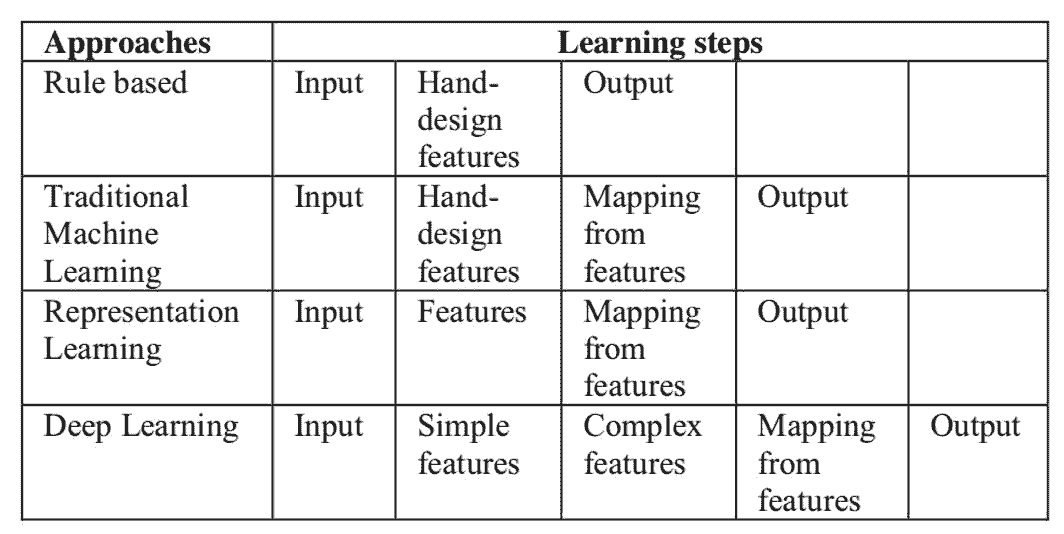 Approaches Learning steps
Rule based Input Hand- Output
design
features
Traditional Input Hand- Mapping Output
Machine design from
Learning features features
Representation Input Features Mapping Output
Learning from
features
Deep Learning Input Simple Complex Mapping Output
features features from
features